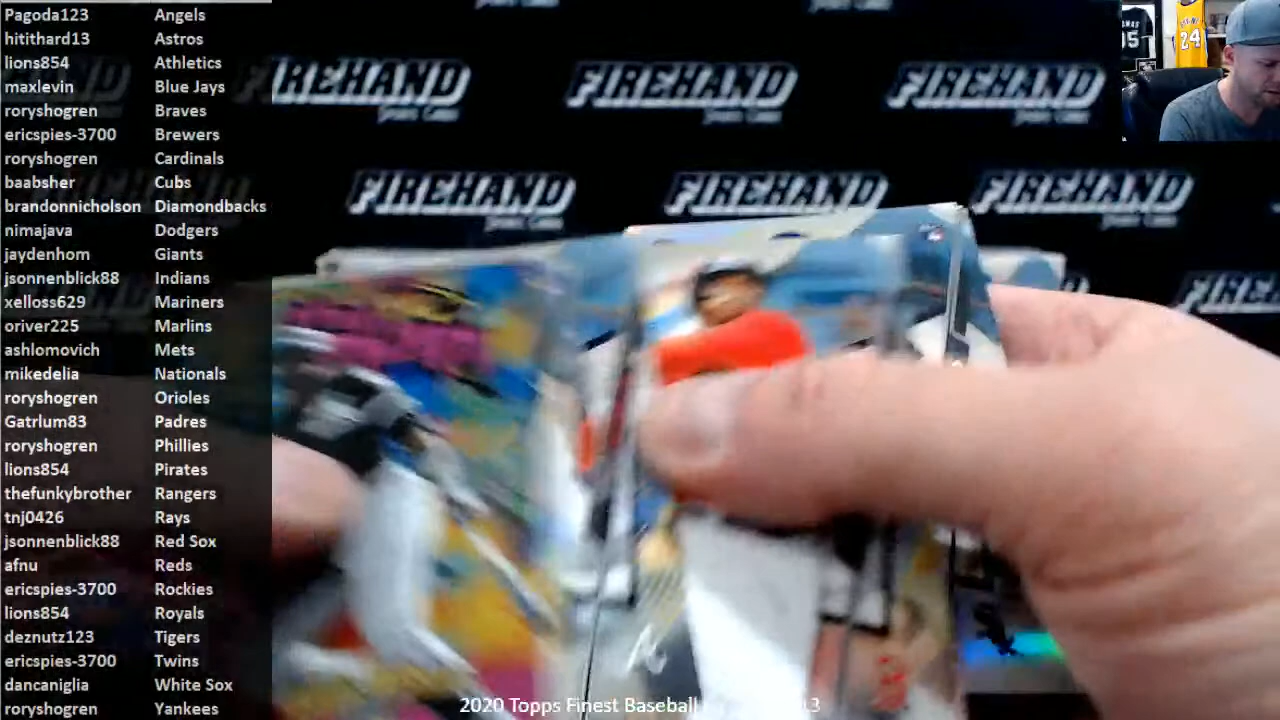 Pagoda123 Angels
hitithard13 Astros
lions854 Athletics
maxlevin Blue Jays
roryshogren Braves
ericspies-3700 Brewers
roryshogren Cardinals
baabsher Cubs
brandonnicholson Diamondbacks
nimajava Dodgers
jaydenhom Giants
jsonnenblick88 Indians
xelloss629 Mariners
oriver225 Marlins
ashlomovich Mets
mikedelia Nationals
roryshogren Orioles
Gatrlum83 Padres
roryshogren Phillies
lions854 Pirates
thefunkybrother Rangers
tnj0426 Rays
jsonnenblick88 Red Sox
afnu Reds
ericspies-3700 Rockies
lions854 Royals
deznutz123 Tigers
ericspies-3700 Twins
dancaniglia White Sox
roryshogren Yankees
FIREHAND FIREHAND FIREHAND
FIREHAND FIREHAND FIREHAND
24
2020 Topps Finest Baseball